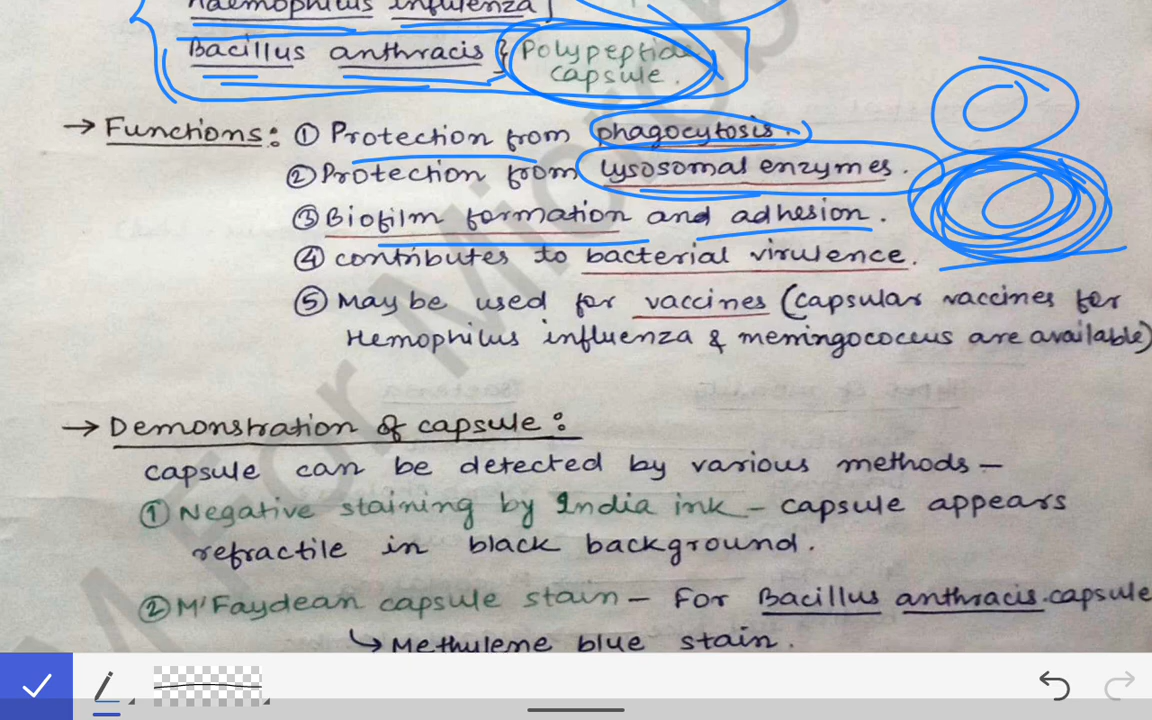 Haemophilus influenza
Bacillus anthracis } Polypeptide capsule.
→ Functions: ① Protection from phagocytosis.
② Protection from lysosomal enzymes.
③ Biofilm formation and adhesion.
④ contributes to bacterial virulence.
⑤ May be used for vaccines (capsular vaccines for
Hemophilus influenza & meningococcus are available)
→ Demonstration of capsule:
capsule can be detected by various methods –
① Negative staining by India ink – capsule appears
refractile in black background.
② M'Faydean capsule stain – For Bacillus anthracis capsule
↳ Methylene blue stain.